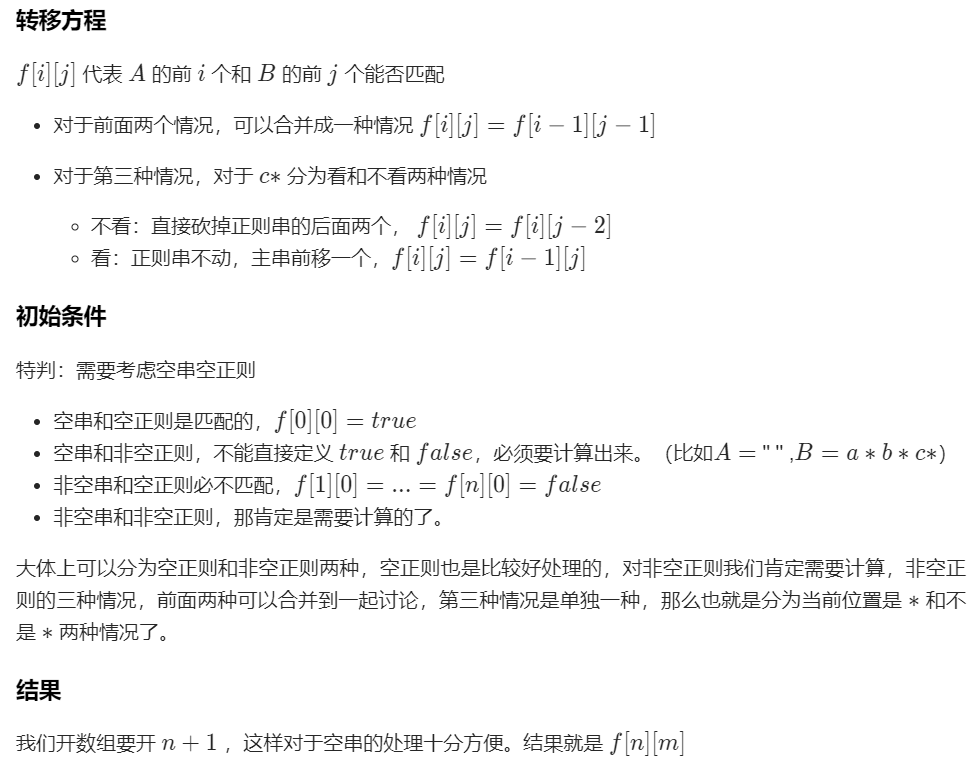 转移方程
f[i][j] 代表 A 的前 i 个和 B 的前 j 个能否匹配
• 对于前面两个情况，可以合并成一种情况 f[i][j] = f[i − 1][j − 1]
• 对于第三种情况，对于 c∗ 分为看和不看两种情况
◦ 不看：直接砍掉正则串的后面两个， f[i][j] = f[i][j − 2]
◦ 看：正则串不动，主串前移一个，f[i][j] = f[i − 1][j]
初始条件
特判：需要考虑空串空正则
• 空串和空正则是匹配的，f[0][0] = true
• 空串和非空正则，不能直接定义 true 和 false，必须要计算出来。（比如A = "" ,B = a ∗ b ∗ c∗）
• 非空串和空正则必不匹配，f[1][0] = ... = f[n][0] = false
• 非空串和非空正则，那肯定是需要计算的了。
大体上可以分为空正则和非空正则两种，空正则也是比较好处理的，对非空正则我们肯定需要计算，非空正
则的三种情况，前面两种可以合并到一起讨论，第三种情况是单独一种，那么也就是分为当前位置是 ∗ 和不
是 ∗ 两种情况了。
结果
我们开数组要开 n + 1 ，这样对于空串的处理十分方便。结果就是 f[n][m]